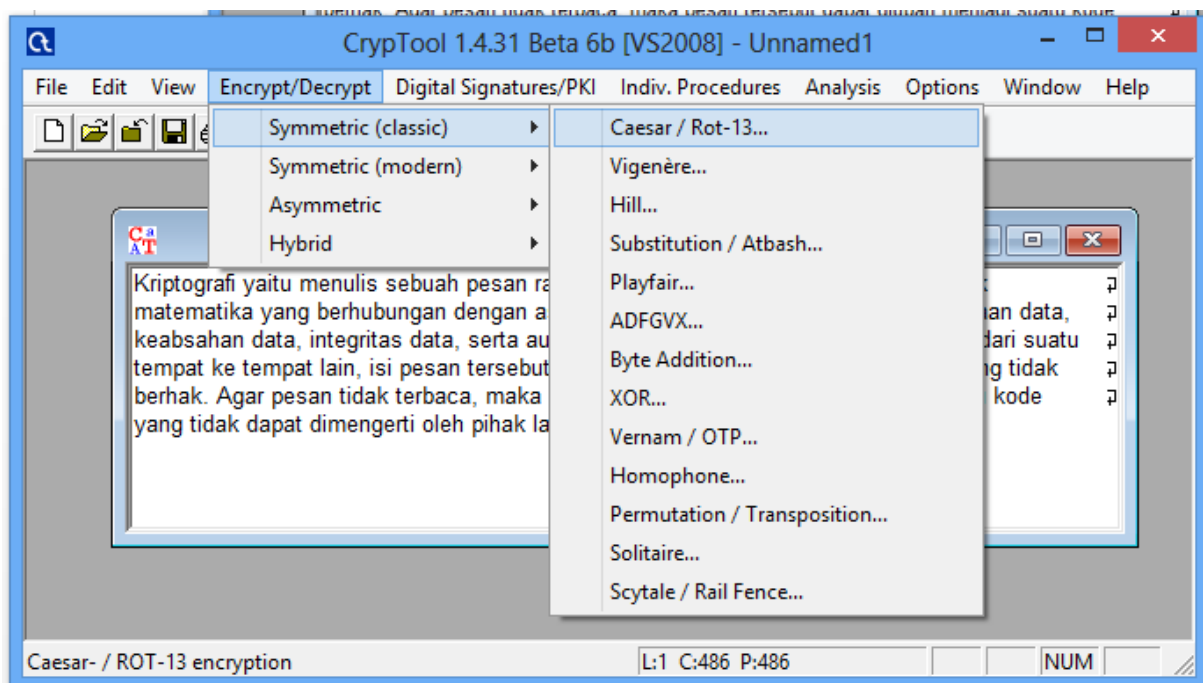 CrypTool 1.4.31 Beta 6b [VS2008] - Unnamed1
File Edit View Encrypt/Decrypt Digital Signatures/PKI Indiv. Procedures Analysis Options Window Help
Symmetric (classic)
Symmetric (modern)
Asymmetric
Hybrid
Caesar / Rot-13...
Vigenère...
Hill...
Substitution / Atbash...
Playfair...
ADFGVX...
Byte Addition...
XOR...
Vernam / OTP...
Homophone...
Permutation / Transposition...
Solitaire...
Scytale / Rail Fence...
Kriptografi yaitu menulis sebuah pesan
matematika yang berhubungan dengan data,
keabsahan data, integritas data, serta dari suatu
tempat ke tempat lain, isi pesan tersebut tidak
berhak. Agar pesan tidak terbaca, maka kode
yang tidak dapat dimengerti oleh pihak
Caesar- / ROT-13 encryption L:1 C:486 P:486 NUM